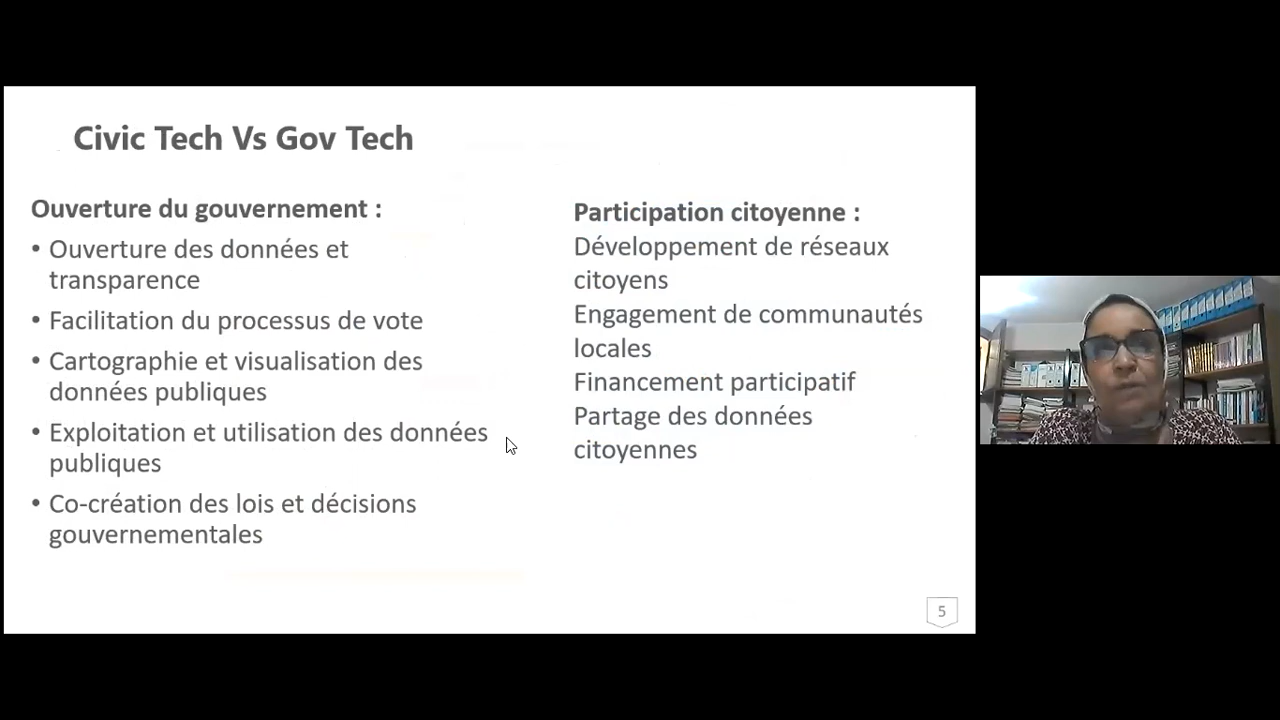 Civic Tech Vs Gov Tech
Ouverture du gouvernement :
• Ouverture des données et
transparence
• Facilitation du processus de vote
• Cartographie et visualisation des
données publiques
• Exploitation et utilisation des données
publiques
• Co-création des lois et décisions
gouvernementales
Participation citoyenne :
Développement de réseaux
citoyens
Engagement de communautés
locales
Financement participatif
Partage des données
citoyennes
5